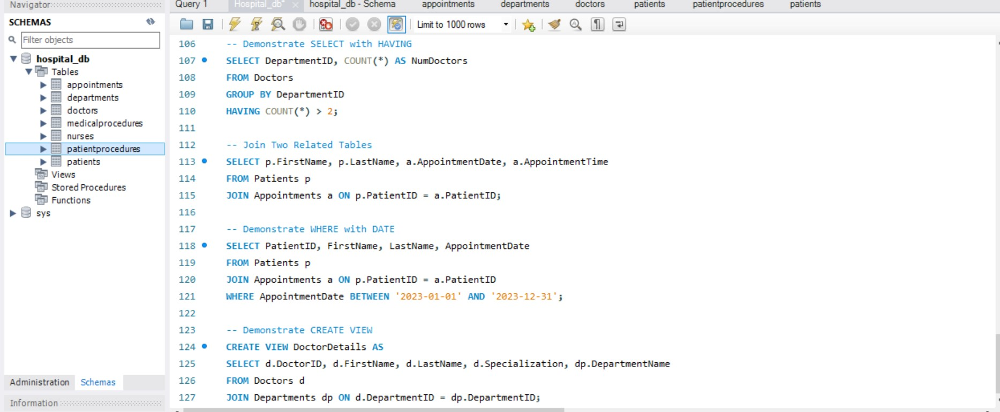 Navigator
SCHEMAS
Filter objects
hospital_db
Tables
appointments
departments
doctors
medicalprocedures
nurses
patientprocedures
patients
Views
Stored Procedures
Functions
sys
Administration Schemas
Information
Query 1 Hospital_db* hospital_db - Schema appointments departments doctors patients patientprocedures patients
Limit to 1000 rows
106 -- Demonstrate SELECT with HAVING
107 SELECT DepartmentID, COUNT(*) AS NumDoctors
108 FROM Doctors
109 GROUP BY DepartmentID
110 HAVING COUNT(*) > 2;
111
112 -- Join Two Related Tables
113 SELECT p.FirstName, p.LastName, a.AppointmentDate, a.AppointmentTime
114 FROM Patients p
115 JOIN Appointments a ON p.PatientID = a.PatientID;
116
117 -- Demonstrate WHERE with DATE
118 SELECT PatientID, FirstName, LastName, AppointmentDate
119 FROM Patients p
120 JOIN Appointments a ON p.PatientID = a.PatientID
121 WHERE AppointmentDate BETWEEN '2023-01-01' AND '2023-12-31';
122
123 -- Demonstrate CREATE VIEW
124 CREATE VIEW DoctorDetails AS
125 SELECT d.DoctorID, d.FirstName, d.LastName, d.Specialization, dp.DepartmentName
126 FROM Doctors d
127 JOIN Departments dp ON d.DepartmentID = dp.DepartmentID;